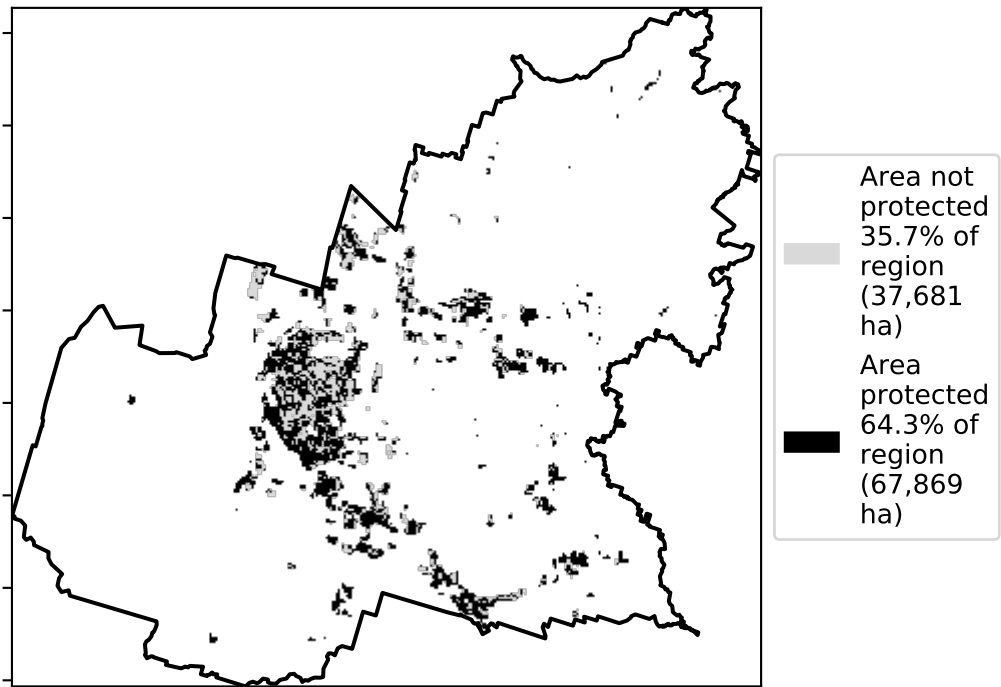 Area not
protected
35.7% of
region
(37,681
ha)
Area
protected
64.3% of
region
(67,869
ha)